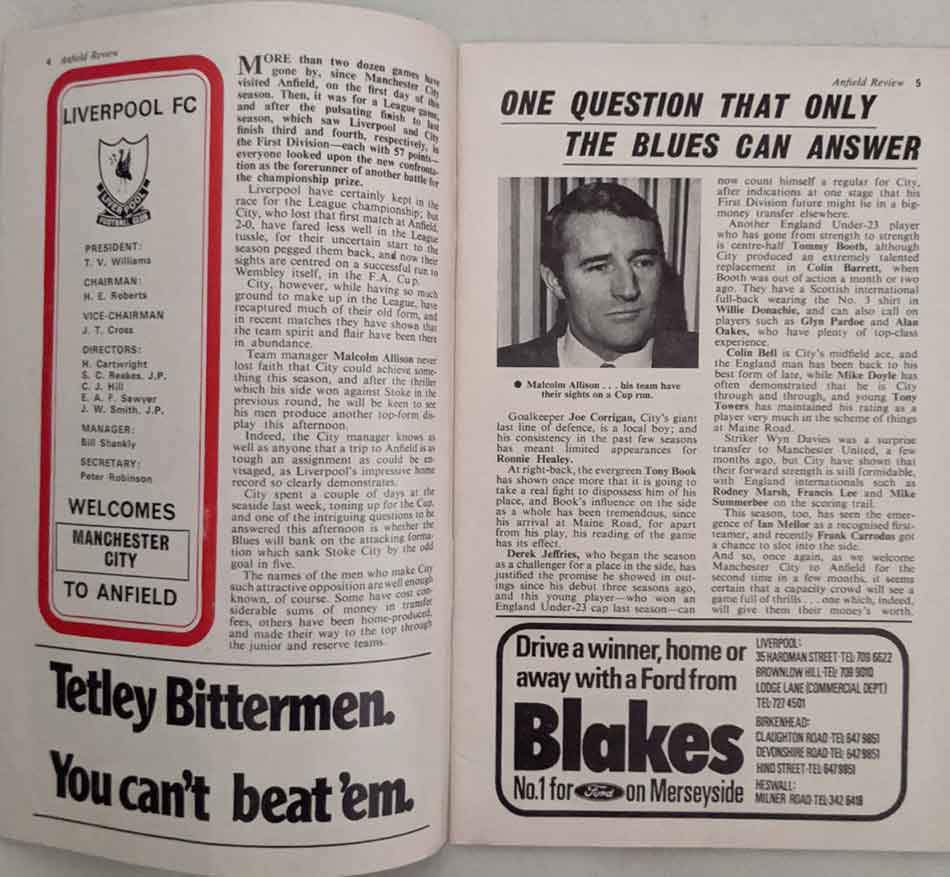 4 Anfield Review
LIVERPOOL FC
LIVERPOOL
FOOTBALL CLUB
PRESIDENT:
T. V. Williams
CHAIRMAN:
H. E. Roberts
VICE-CHAIRMAN
J. T. Cross
DIRECTORS:
H. Cartwright
S. C. Reakes, J.P.
C. J. Hill
E. A. F. Sawyer
J. W. Smith, J.P.
MANAGER:
Bill Shankly
SECRETARY:
Peter Robinson
WELCOMES
MANCHESTER
CITY
TO ANFIELD
MORE than two dozen games have
gone by, since Manchester City
visited Anfield, on the first day of this
season. Then, it was for a League game,
and after the pulsating finish to last
season, which saw Liverpool and City
finish third and fourth, respectively, in
the First Division—each with 57 points—
everyone looked upon the new confronta-
tion as the forerunner of another battle for
the championship prize.
Liverpool have certainly kept in the
race for the League championship; but
City, who lost that first match at Anfield,
2-0, have fared less well in the League
tussle, for their uncertain start to the
season pegged them back, and now their
sights are centred on a successful run to
Wembley itself, in the F.A. Cup.
City, however, while having so much
ground to make up in the League, have
recaptured much of their old form, and
in recent matches they have shown that
the team spirit and flair have been there
in abundance.
Team manager Malcolm Allison never
lost faith that City could achieve some-
thing this season, and after the thriller
which his side won against Stoke in the
previous round, he will be keen to see
his men produce another top-form dis-
play this afternoon.
Indeed, the City manager knows as
well as anyone that a trip to Anfield is as
tough an assignment as could be en-
visaged, as Liverpool's impressive home
record so clearly demonstrates.
City spent a couple of days at the
seaside last week, toning up for the Cup,
and one of the intriguing questions to be
answered this afternoon is whether the
Blues will bank on the attacking forma-
tion which sank Stoke City by the odd
goal in five.
The names of the men who make City
such attractive opposition are well enough
known, of course. Some have cost con-
siderable sums of money in transfer
fees, others have been home-produced,
and made their way to the top through
the junior and reserve teams.
Tetley Bittermen.
You can't beat 'em.
Anfield Review 5
ONE QUESTION THAT ONLY
THE BLUES CAN ANSWER
● Malcolm Allison . . . his team have
their sights on a Cup run.
Goalkeeper Joe Corrigan, City's giant
last line of defence, is a local boy; and
his consistency in the past few seasons
has meant limited appearances for
Ronnie Healey.
At right-back, the evergreen Tony Book
has shown once more that it is going to
take a real fight to dispossess him of his
place, and Book's influence on the side
as a whole has been tremendous, since
his arrival at Maine Road, for apart
from his play, his reading of the game
has its effect.
Derek Jeffries, who began the season
as a challenger for a place in the side, has
justified the promise he showed in out-
ings since his debut three seasons ago,
and this young player—who won an
England Under-23 cap last season—can
now count himself a regular for City,
after indications at one stage that his
First Division future might lie in a big-
money transfer elsewhere.
Another England Under-23 player
who has gone from strength to strength
is centre-half Tommy Booth, although
City produced an extremely talented
replacement in Colin Barrett, when
Booth was out of action a month or two
ago. They have a Scottish international
full-back wearing the No. 3 shirt in
Willie Donachie, and can also call on
players such as Glyn Pardoe and Alan
Oakes, who have plenty of top-class
experience.
Colin Bell is City's midfield ace, and
the England man has been back to his
best form of late, while Mike Doyle has
often demonstrated that he is City
through and through, and young Tony
Towers has maintained his rating as a
player very much in the scheme of things
at Maine Road.
Striker Wyn Davies was a surprise
transfer to Manchester United, a few
months ago, but City have shown that
their forward strength is still formidable,
with England internationals such as
Rodney Marsh, Francis Lee and Mike
Summerbee on the scoring trail.
This season, too, has seen the emer-
gence of Ian Mellor as a recognised first-
teamer, and recently Frank Carrodus got
a chance to slot into the side.
And so, once again, as we welcome
Manchester City to Anfield for the
second time in a few months, it seems
certain that a capacity crowd will see a
game full of thrills . . . one which, indeed,
will give them their money's worth.
Drive a winner, home or
away with a Ford from
Blakes
No.1 for Ford on Merseyside
LIVERPOOL:
35 HARDMAN STREET·TEL: 709 6622
BROWNLOW HILL·TEL: 709 9010
LODGE LANE (COMMERCIAL DEPT)
TEL: 727 4501
BIRKENHEAD:
CLAUGHTON ROAD·TEL: 647 9851
DEVONSHIRE ROAD·TEL: 647 9851
HIND STREET·TEL: 647 9851
HESWALL:
MILNER ROAD·TEL: 342 6419